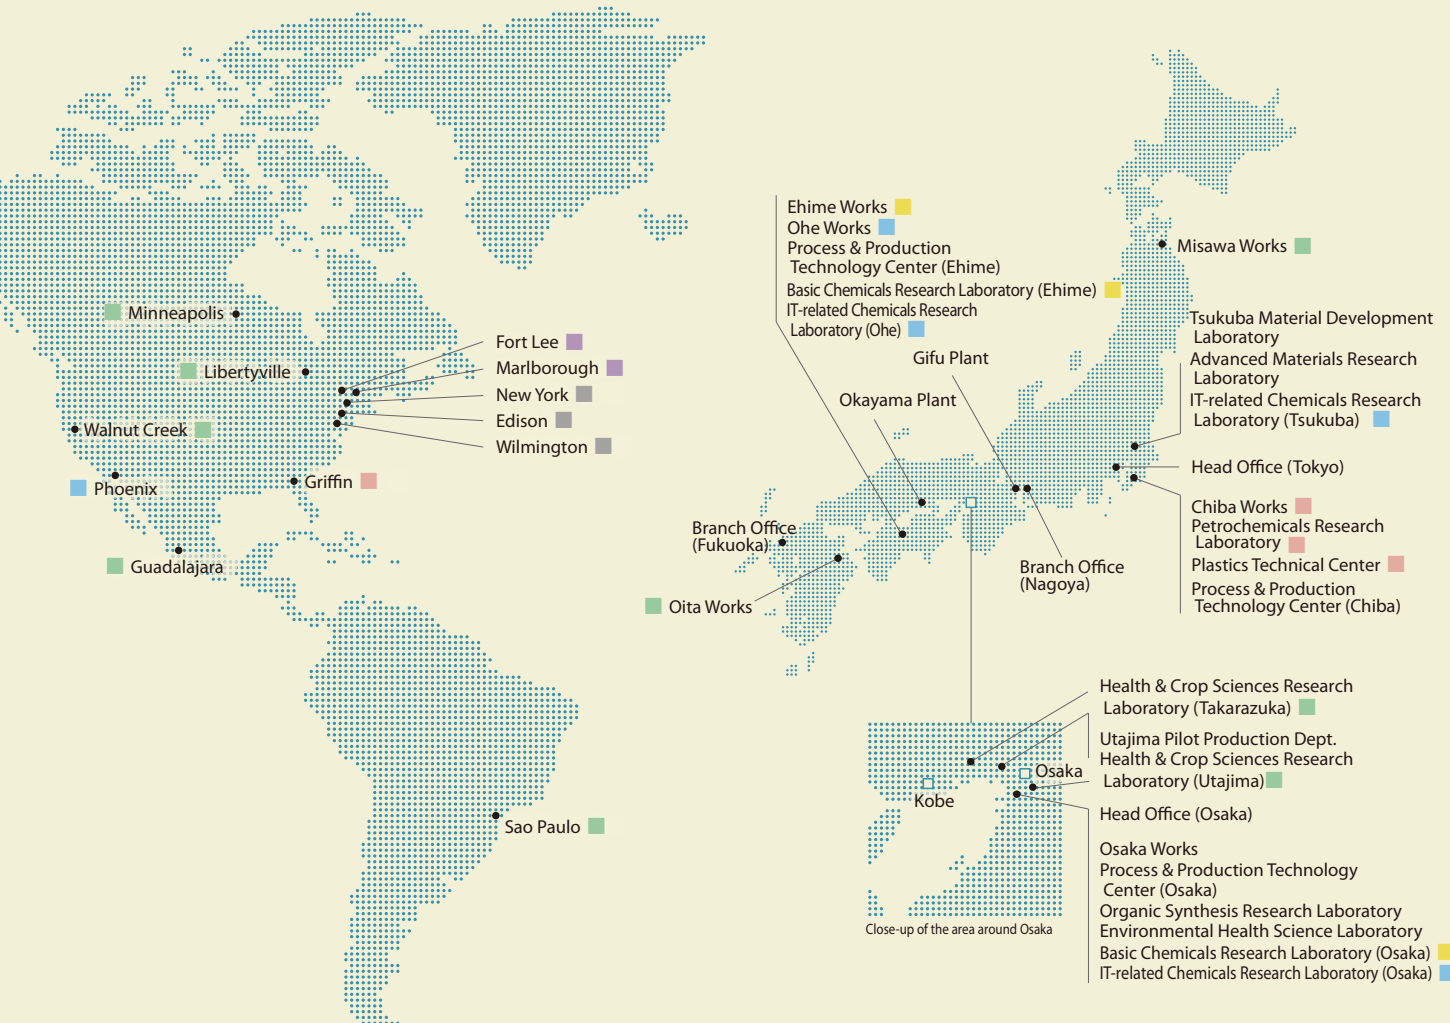 Minneapolis
Libertyville
Walnut Creek
Phoenix
Guadalajara
Griffin
Fort Lee
Marlborough
New York
Edison
Wilmington
Sao Paulo
Ehime Works
Ohe Works
Process & Production
Technology Center (Ehime)
Basic Chemicals Research Laboratory (Ehime)
IT-related Chemicals Research
Laboratory (Ohe)
Gifu Plant
Okayama Plant
Branch Office
(Fukuoka)
Oita Works
Branch Office
(Nagoya)
Misawa Works
Tsukuba Material Development
Laboratory
Advanced Materials Research
Laboratory
IT-related Chemicals Research
Laboratory (Tsukuba)
Head Office (Tokyo)
Chiba Works
Petrochemicals Research
Laboratory
Plastics Technical Center
Process & Production
Technology Center (Chiba)
Kobe
Osaka
Close-up of the area around Osaka
Health & Crop Sciences Research
Laboratory (Takarazuka)
Utajima Pilot Production Dept.
Health & Crop Sciences Research
Laboratory (Utajima)
Head Office (Osaka)
Osaka Works
Process & Production Technology
Center (Osaka)
Organic Synthesis Research Laboratory
Environmental Health Science Laboratory
Basic Chemicals Research Laboratory (Osaka)
IT-related Chemicals Research Laboratory (Osaka)